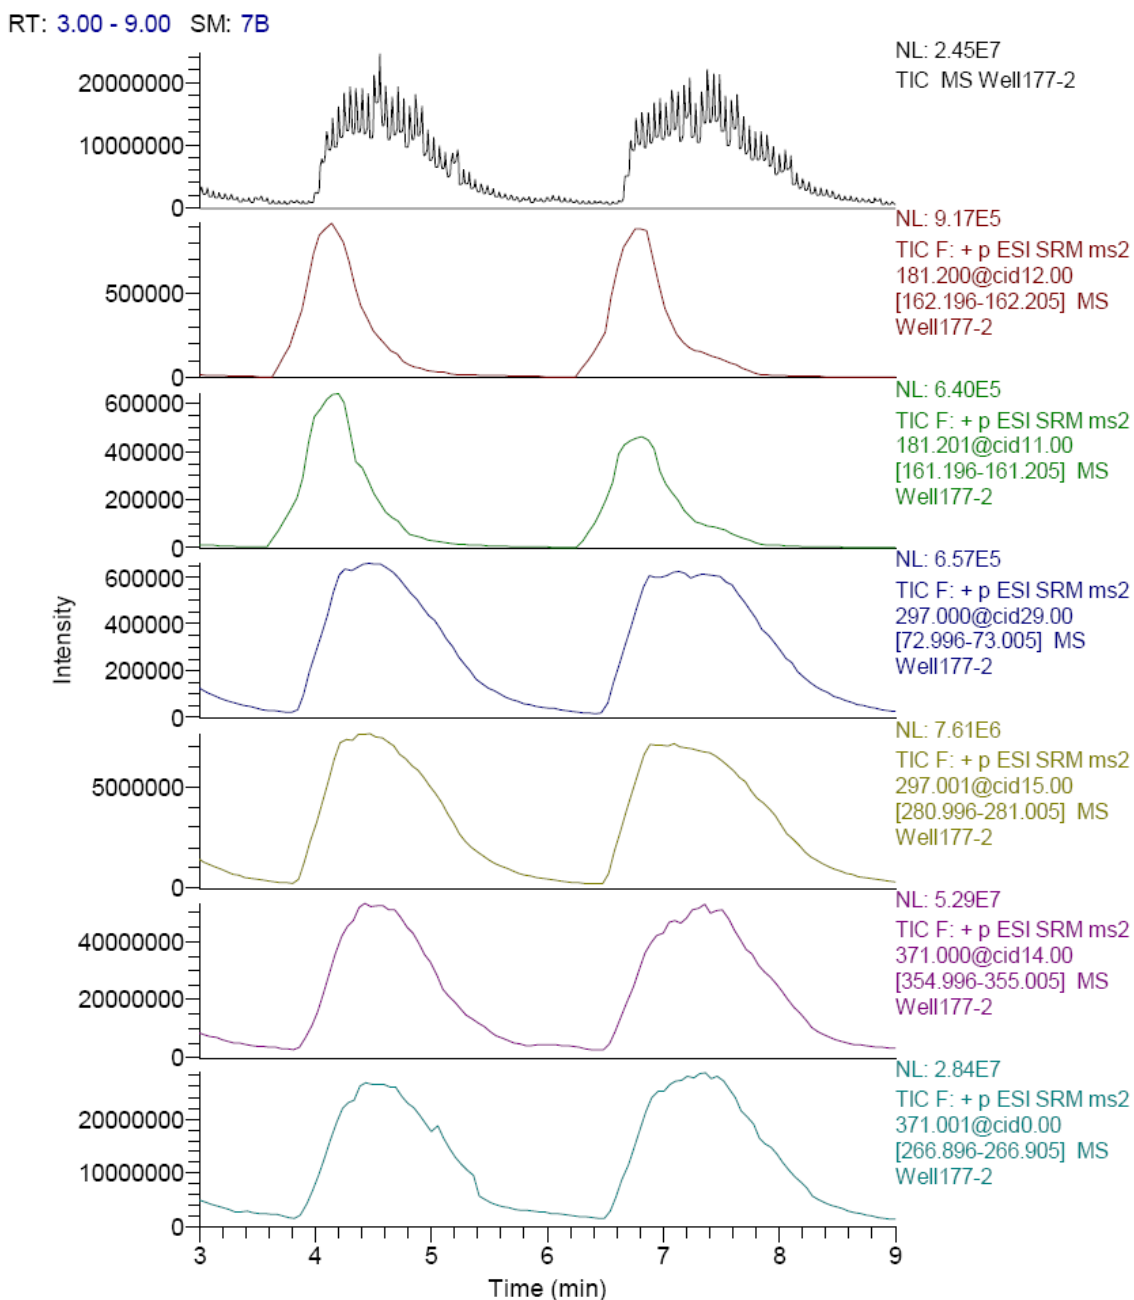 RT: 3.00 - 9.00 SM: 7B
NL: 2.45E7
TIC MS Well177-2
20000000
10000000
0
NL: 9.17E5
TIC F: + p ESI SRM ms2
181.200@cid12.00
[162.196-162.205] MS
Well177-2
500000
0
NL: 6.40E5
TIC F: + p ESI SRM ms2
181.201@cid11.00
[161.196-161.205] MS
Well177-2
600000
400000
200000
0
NL: 6.57E5
TIC F: + p ESI SRM ms2
297.000@cid29.00
[72.996-73.005] MS
Well177-2
600000
400000
200000
0
Intensity
NL: 7.61E6
TIC F: + p ESI SRM ms2
297.001@cid15.00
[280.996-281.005] MS
Well177-2
5000000
0
NL: 5.29E7
TIC F: + p ESI SRM ms2
371.000@cid14.00
[354.996-355.005] MS
Well177-2
40000000
20000000
0
NL: 2.84E7
TIC F: + p ESI SRM ms2
371.001@cid0.00
[266.896-266.905] MS
Well177-2
20000000
10000000
0
3 4 5 6 7 8 9
Time (min)